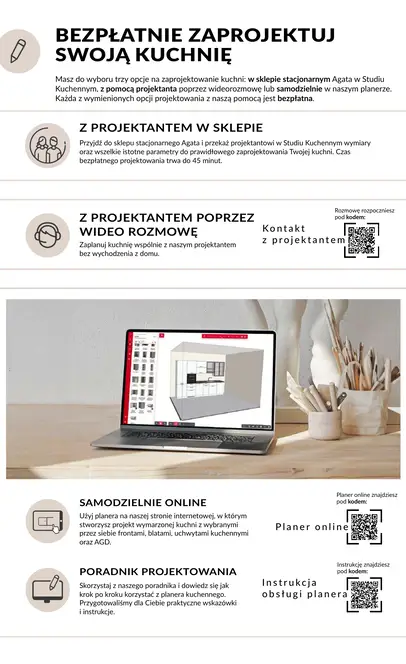 BEZPŁATNIE ZAPROJEKTUJ
SWOJĄ KUCHNIĘ
Masz do wyboru trzy opcje na zaprojektowanie kuchni: w sklepie stacjonarnym Agata w Studiu
Kuchennym, z pomocą projektanta poprzez wideorozmowę lub samodzielnie w naszym planerze.
Każda z wymienionych opcji projektowania z naszą pomocą jest bezpłatna.
Z PROJEKTANTEM W SKLEPIE
Przyjdź do sklepu stacjonarnego Agata i przekaż projektantowi w Studiu Kuchennym wymiary
oraz wszelkie istotne parametry do prawidłowego zaprojektowania Twojej kuchni. Czas
bezpłatnego projektowania trwa do 45 minut.
Z PROJEKTANTEM POPRZEZ
WIDEO ROZMOWĘ
Zaplanuj kuchnię wspólnie z naszym projektantem
bez wychodzenia z domu.
Rozmowę rozpoczniesz
pod kodem:
Kontakt
z projektantem
SAMODZIELNIE ONLINE
Użyj planera na naszej stronie internetowej, w którym
stworzysz projekt wymarzonej kuchni z wybranymi
przez siebie frontami, blatami, uchwytami kuchennymi
oraz AGD.
Planer online znajdziesz
pod kodem:
Planer online
PORADNIK PROJEKTOWANIA
Skorzystaj z naszego poradnika i dowiedz się jak
krok po kroku korzystać z planera kuchennego.
Przygotowaliśmy dla Ciebie praktyczne wskazówki
i instrukcje.
Instrukcję znajdziesz
pod kodem:
Instrukcja
obsługi planera